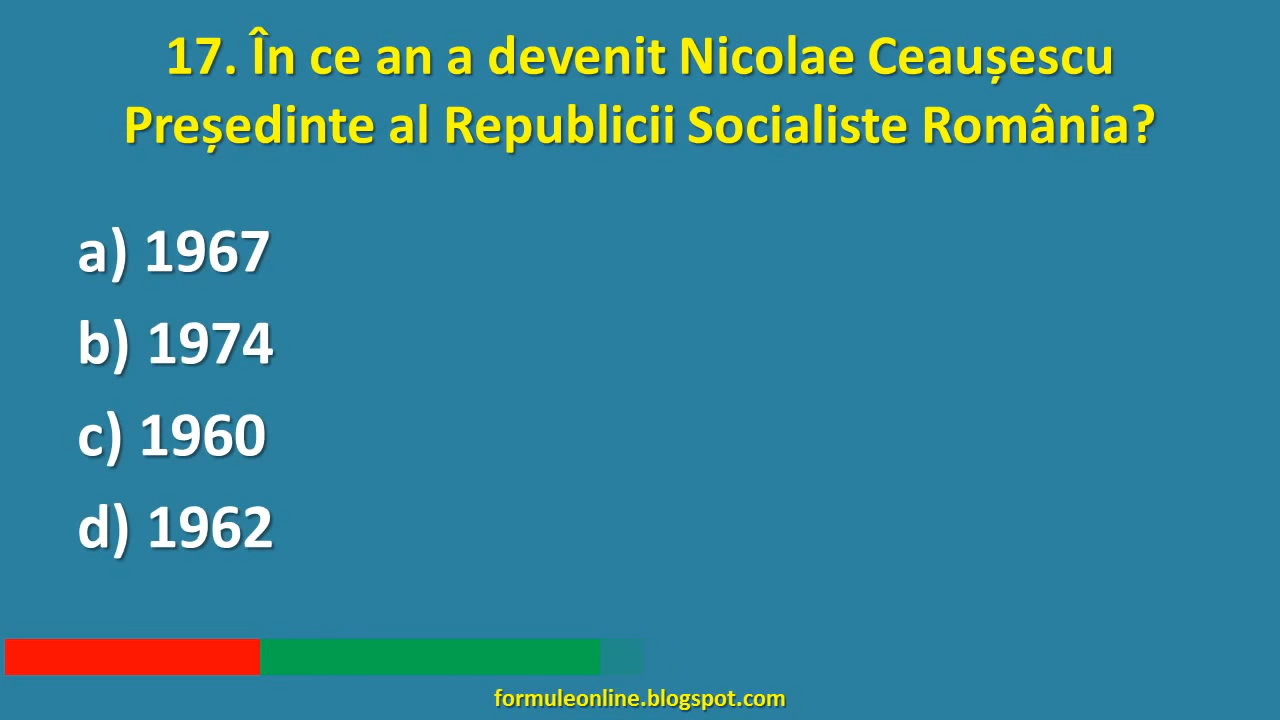 17. În ce an a devenit Nicolae Ceaușescu
Președinte al Republicii Socialiste România?
a) 1967
b) 1974
c) 1960
d) 1962
formuleonline.blogspot.com